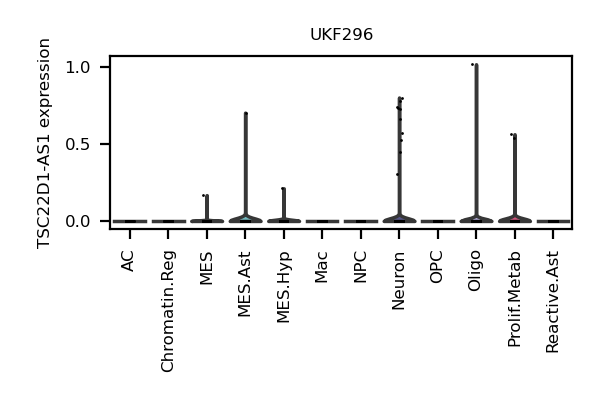 UKF296
TSC22D1-AS1 expression
1.0
0.5
0.0
AC
Chromatin.Reg
MES
MES.Ast
MES.Hyp
Mac
NPC
Neuron
OPC
Oligo
Prolif.Metab
Reactive.Ast